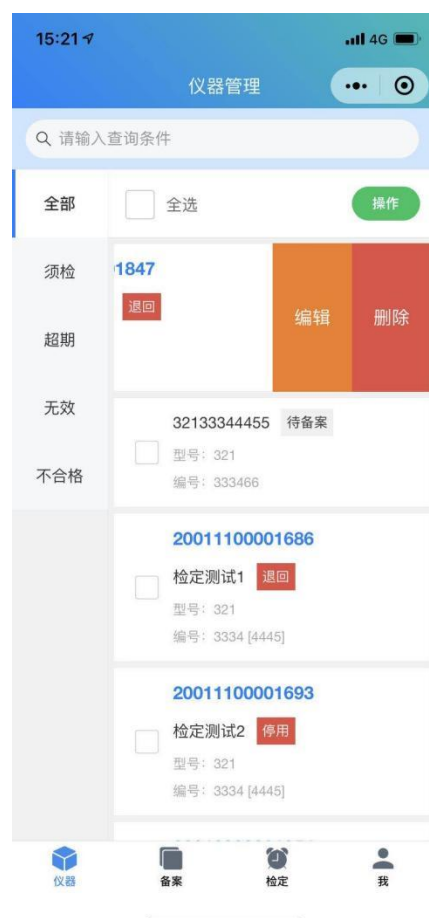 15:21
4G
仪器管理
请输入查询条件
全部
全选
操作
须检
超期
无效
不合格
01847
退回
编辑
删除
32133344455 待备案
型号：321
编号：333466
20011100001686
检定测试1 退回
型号：321
编号：3334 [4445]
20011100001693
检定测试2 停用
型号：321
编号：3334 [4445]
仪器
备案
检定
我